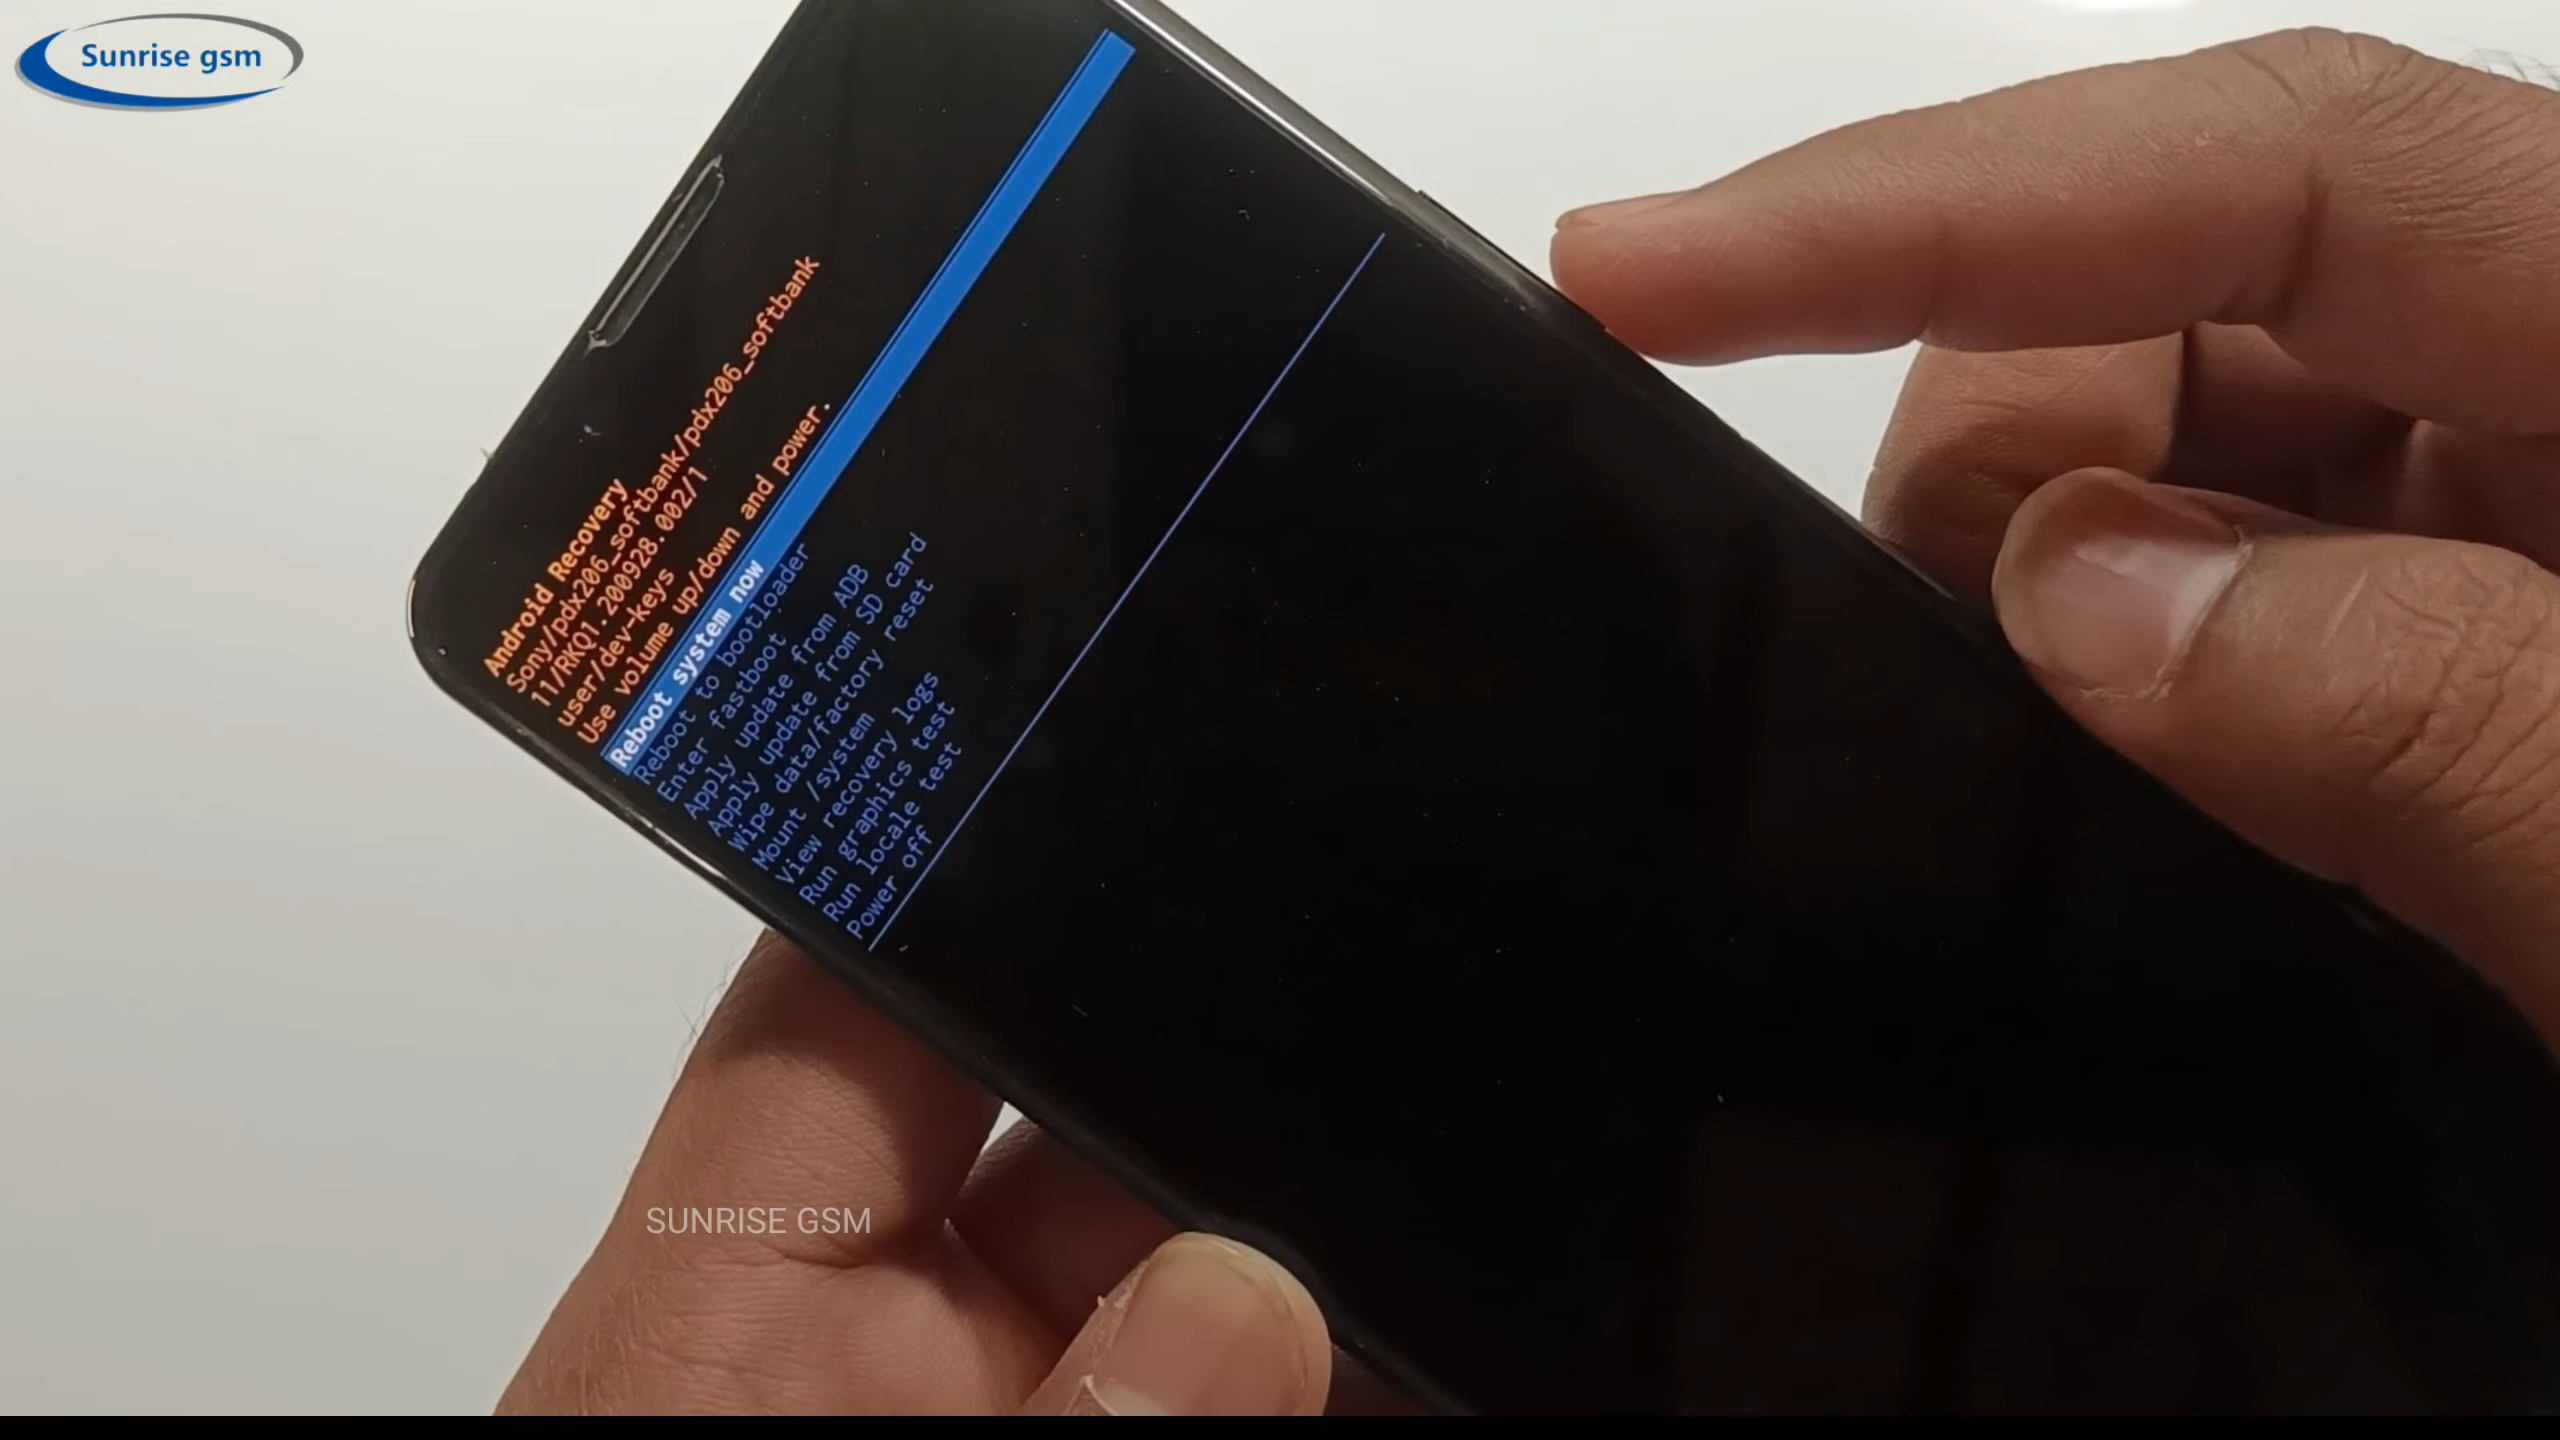 Sunrise gsm
Android Recovery
Sony/pdx206_softbank/pdx206_softbank
11/RKQ1.200928.002/1
user/dev-keys
Use volume up/down and power.
Reboot system now
Reboot to bootloader
Enter fastboot
Apply update from ADB
Apply update from SD card
Wipe data/factory reset
Mount /system
View recovery logs
Run graphics test
Run locale test
Power off
SUNRISE GSM